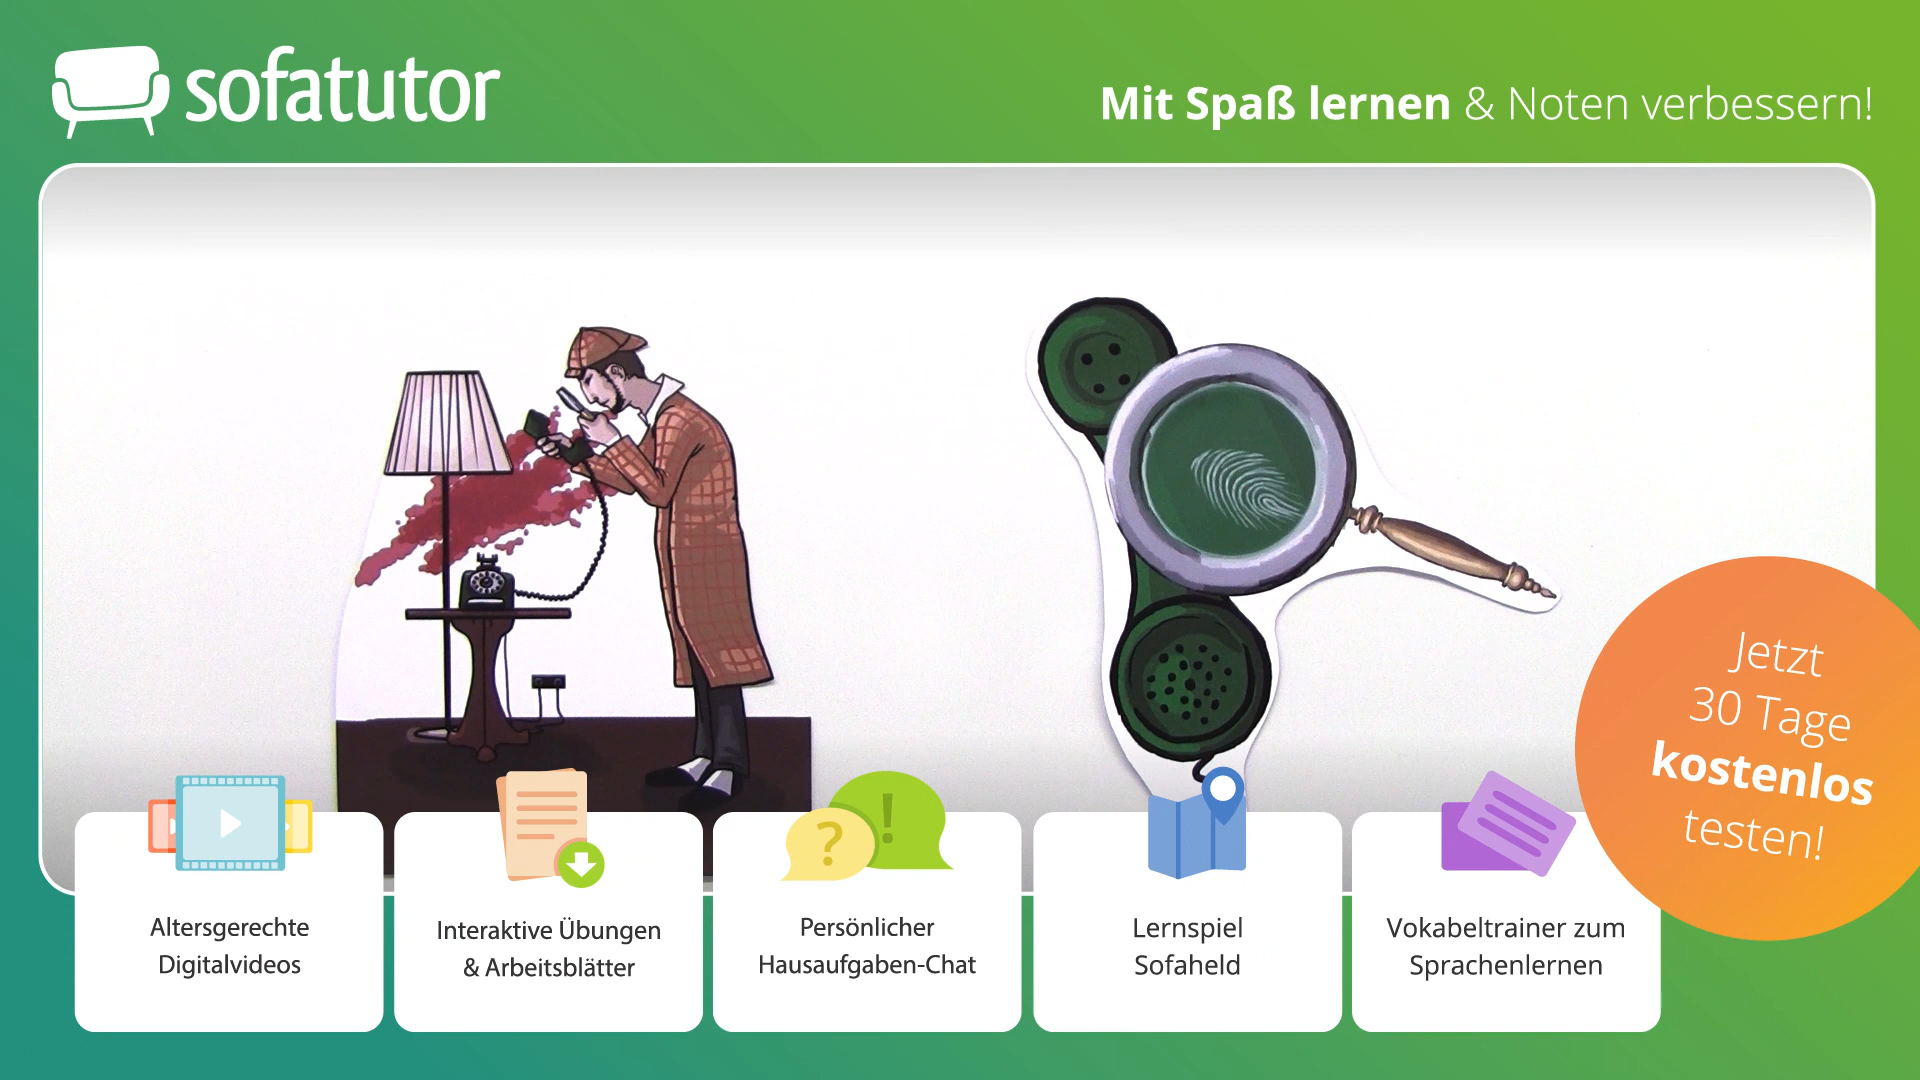 sofatutor
Mit Spaß lernen & Noten verbessern!
Jetzt
30 Tage
kostenlos
testen!
?
!
Altersgerechte
Digitalvideos
Interaktive Übungen
& Arbeitsblätter
Persönlicher
Hausaufgaben-Chat
Lernspiel
Sofaheld
Vokabeltrainer zum
Sprachenlernen